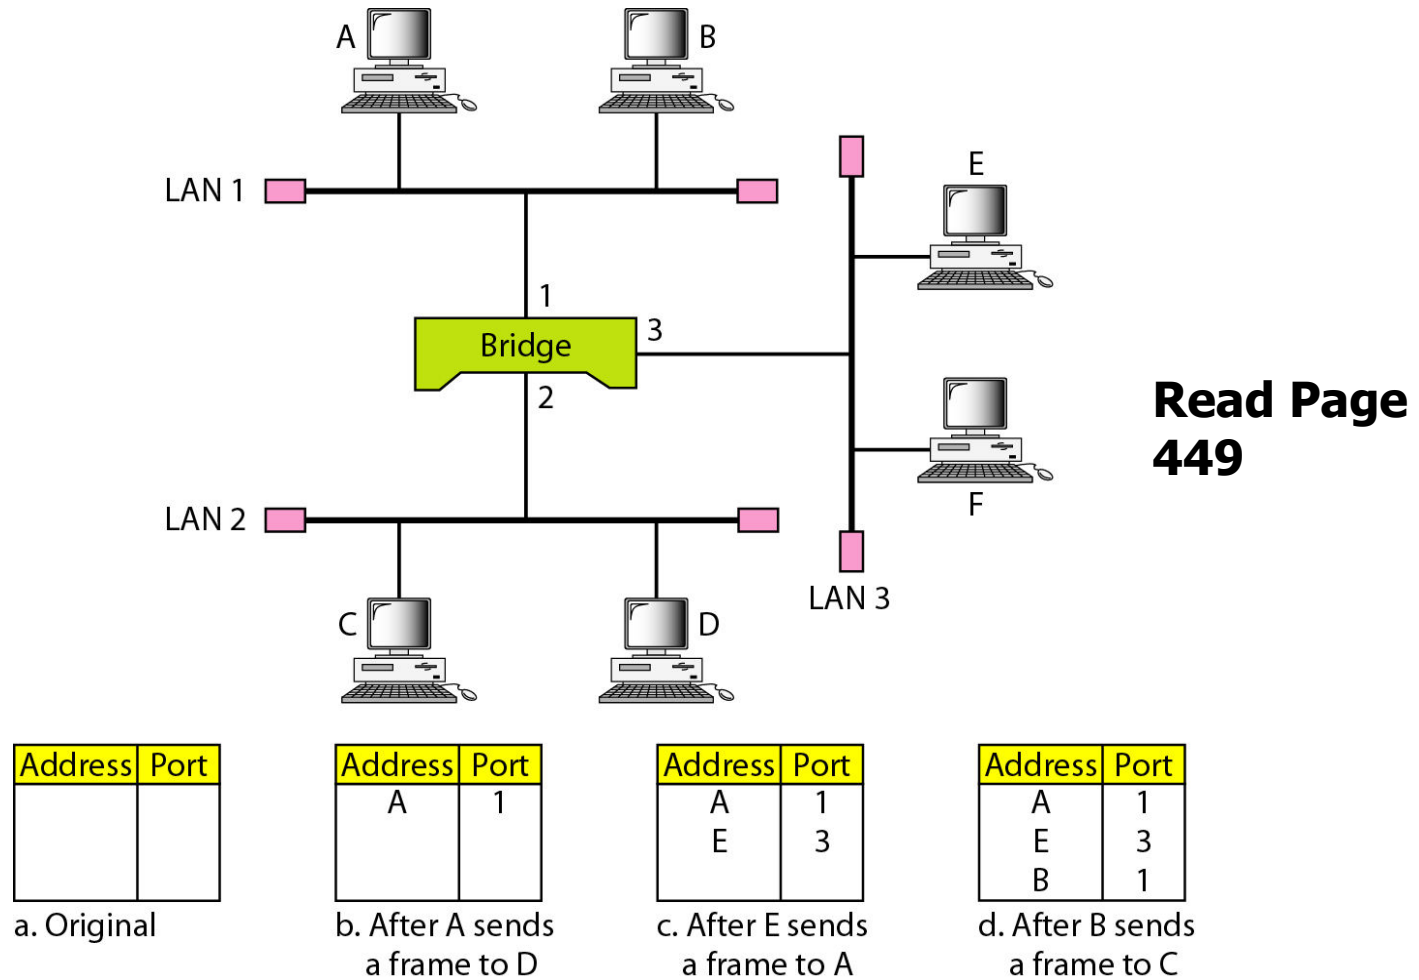 A
B
LAN 1
E
1
Bridge
3
2
Read Page
449
F
LAN 2
LAN 3
C
D
Address Port
a. Original
Address Port
A 1
b. After A sends
a frame to D
Address Port
A 1
E 3
c. After E sends
a frame to A
Address Port
A 1
E 3
B 1
d. After B sends
a frame to C